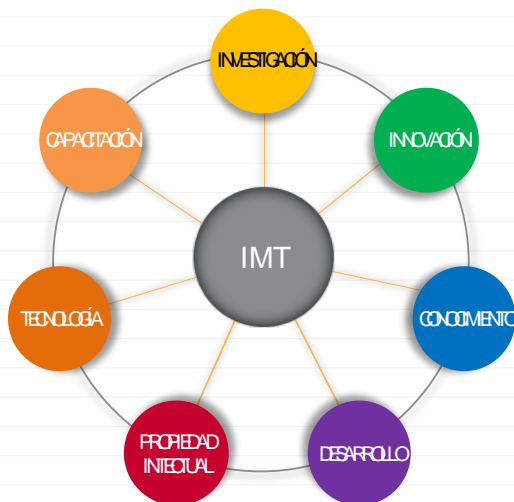 INVESTIGACIÓN
CAPACITACIÓN
INNOVACIÓN
IMT
TECNOLOGÍA
CONOCIMIENTO
PROPIEDAD
INTECTUAL
DESARROLLO